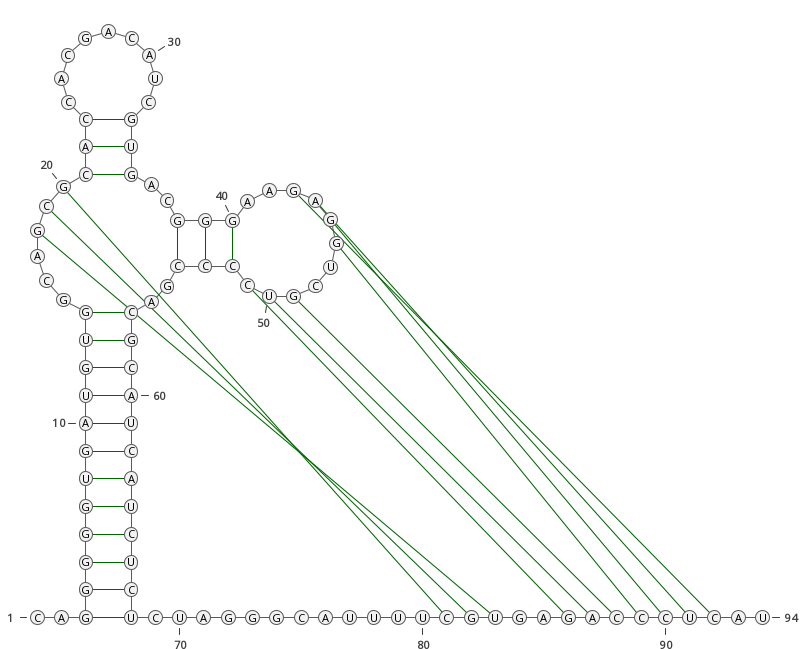 G A C
30
C A
A U
C C
C G
A U
20
C G
G A
A G
40
C C A A
G G G G
G
G
A
C C C U
C G C C
G A U G
G C
50
U G
G C
U A 60
10 A U
G C
U A
G U
G C
G U
G C
1 C A G U C U A G G G C A U U U U C G U G A G A C C C U C A U 94
70 80 90